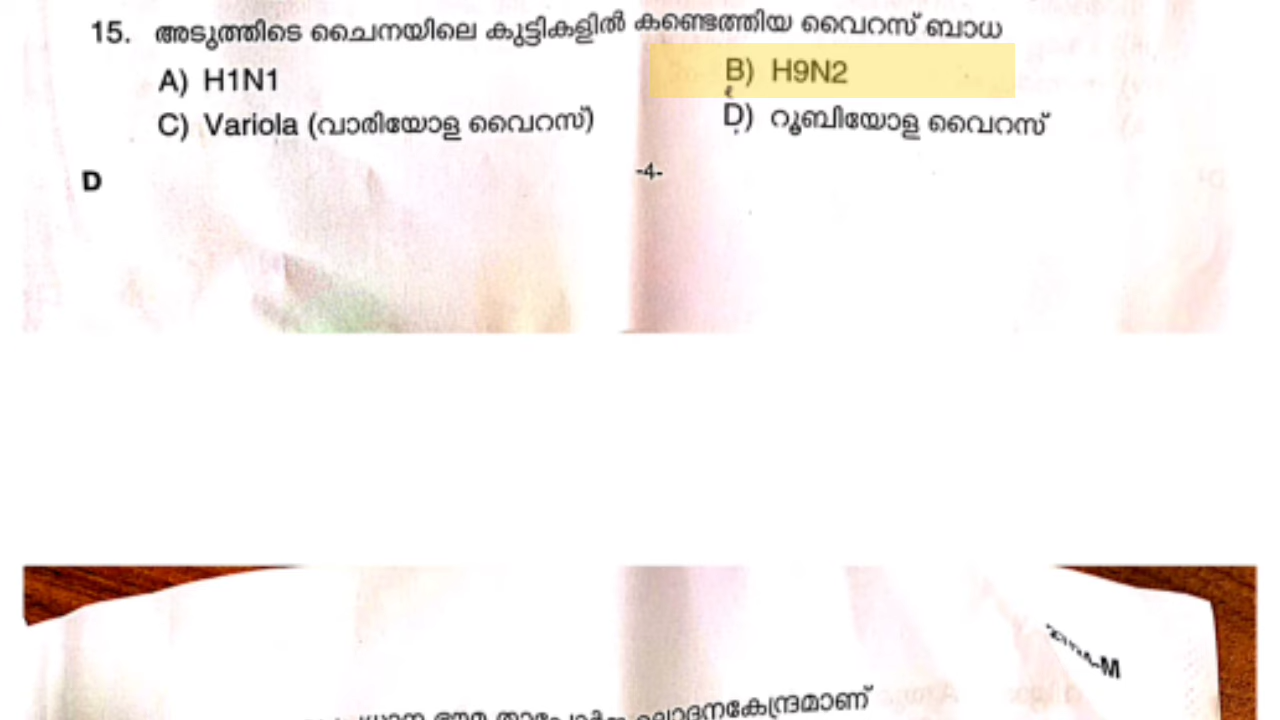 15. അടുത്തിടെ ചൈനയിലെ കുട്ടികളിൽ കണ്ടെത്തിയ വൈറസ് ബാധ
A) H1N1 B) H9N2
C) Variola (വാരിയോള വൈറസ്) D) റൂബിയോള വൈറസ്
D -4-
-M